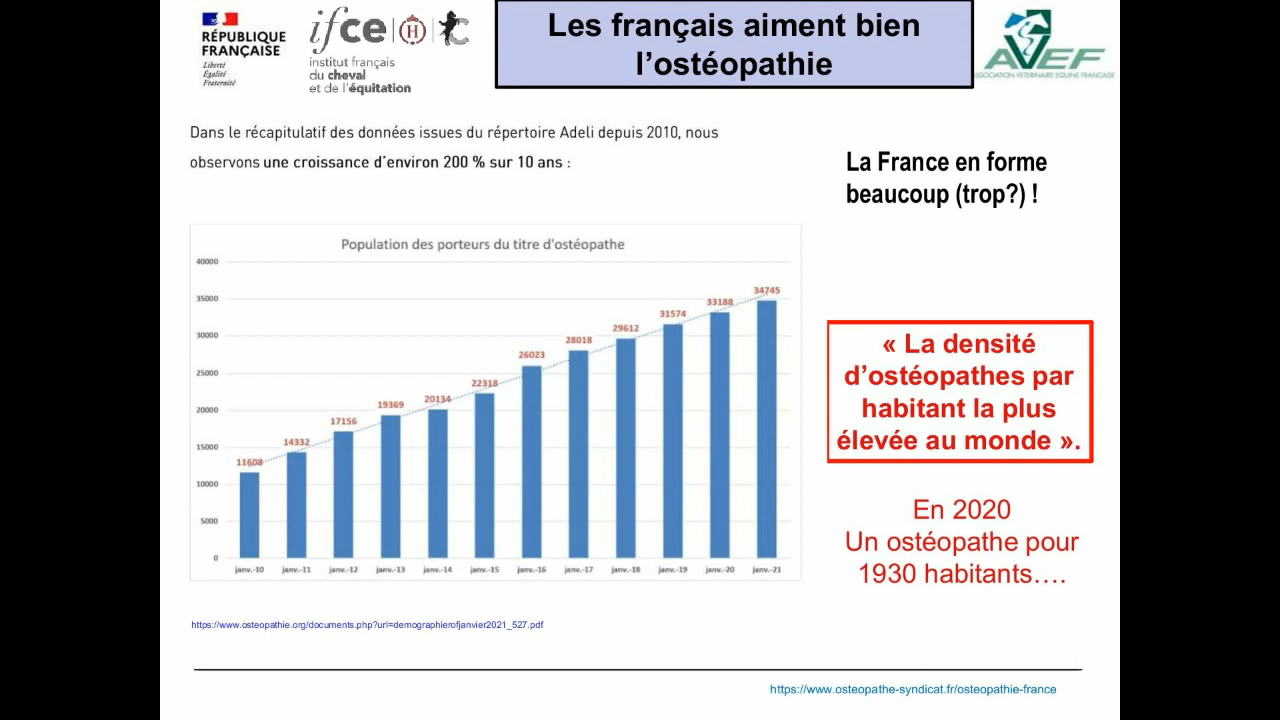 RÉPUBLIQUE
FRANÇAISE
Liberté
Égalité
Fraternité
ifce
H
institut français
du cheval
et de l'équitation
Les français aiment bien
l'ostéopathie
AVEF
ASSOCIATION VETERINAIRE EQUINE FRANÇAISE
Dans le récapitulatif des données issues du répertoire Adeli depuis 2010, nous
observons une croissance d'environ 200 % sur 10 ans :
La France en forme
beaucoup (trop?) !
Population des porteurs du titre d'ostéopathe
40000
35000
30000
25000
20000
15000
10000
5000
0
11608
14332
17156
19369
20134
22318
26023
28018
29612
31574
33188
34745
janv.-10 janv.-11 janv.-12 janv.-13 janv.-14 janv.-15 janv.-16 janv.-17 janv.-18 janv.-19 janv.-20 janv.-21
« La densité
d'ostéopathes par
habitant la plus
élevée au monde ».
En 2020
Un ostéopathe pour
1930 habitants….
https://www.osteopathie.org/documents.php?url=demographierofjanvier2021_527.pdf
https://www.osteopathe-syndicat.fr/osteopathie-france